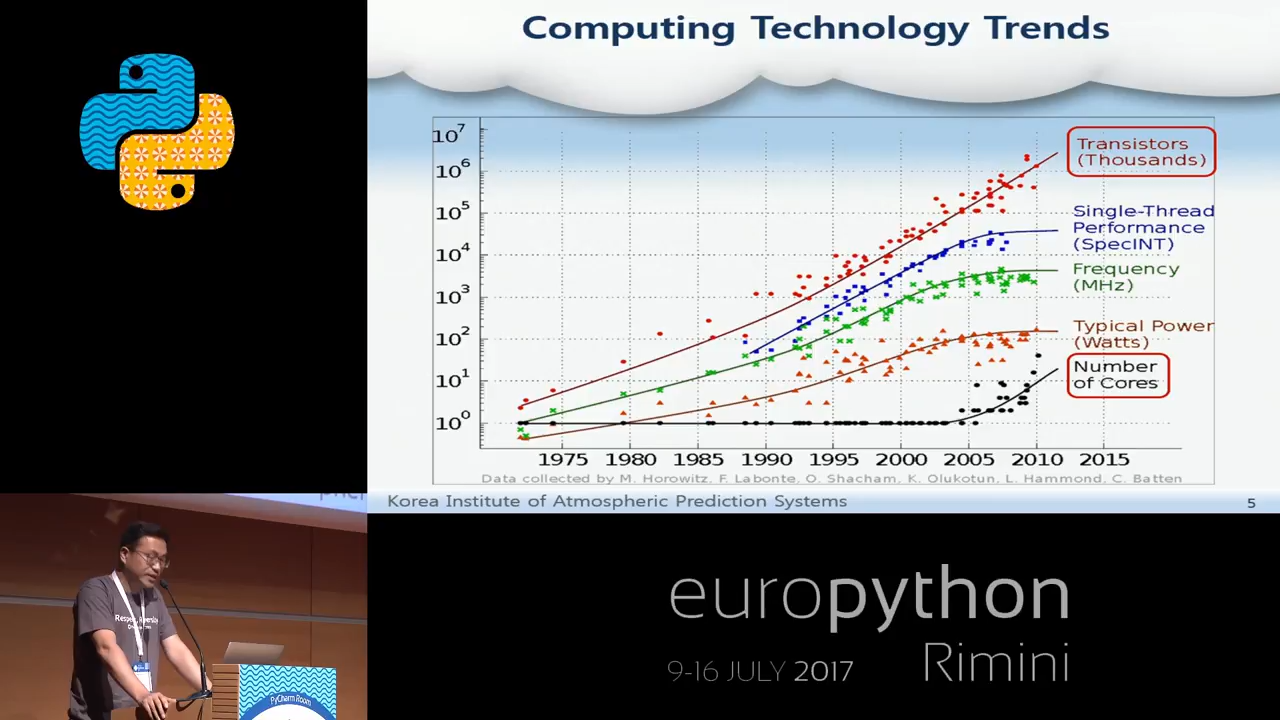 Computing Technology Trends
10⁷
10⁶
10⁵
10⁴
10³
10²
10¹
10⁰
Transistors
(Thousands)
Single-Thread
Performance
(SpecINT)
Frequency
(MHz)
Typical Power
(Watts)
Number
of Cores
1975 1980 1985 1990 1995 2000 2005 2010 2015
Data collected by M. Horowitz, F. Labonte, O. Shacham, K. Olukotun, L. Hammond, C. Batten
Korea Institute of Atmospheric Prediction Systems
5
PyCharm Room
europython
9-16 JULY 2017
Rimini